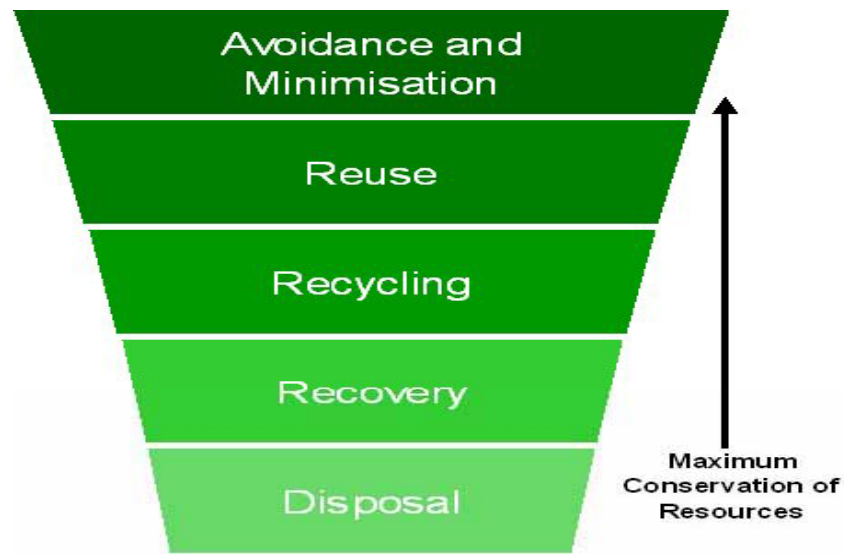 Avoidance and
Minimisation
Reuse
Recycling
Recovery
Disposal
Maximum
Conservation of
Resources